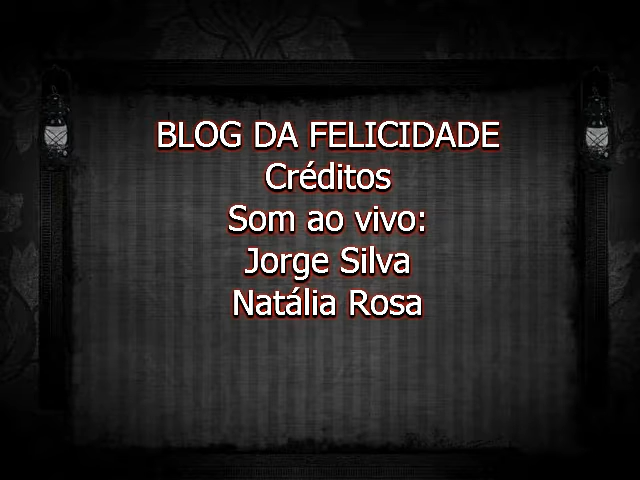 BLOG DA FELICIDADE
Créditos
Som ao vivo:
Jorge Silva
Natália Rosa